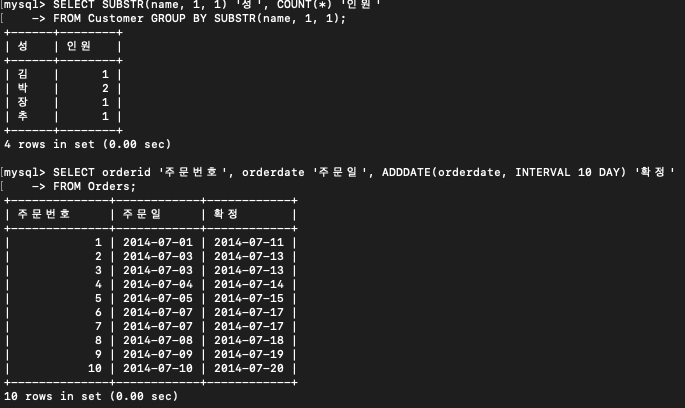 [mysql> SELECT SUBSTR(name, 1, 1) '성', COUNT(*) '인원'
[    -> FROM Customer GROUP BY SUBSTR(name, 1, 1);
+------+--------+
| 성   | 인원   |
+------+--------+
| 김   |      1 |
| 박   |      2 |
| 장   |      1 |
| 추   |      1 |
+------+--------+
4 rows in set (0.00 sec)
[mysql> SELECT orderid '주문번호', orderdate '주문일', ADDDATE(orderdate, INTERVAL 10 DAY) '확정'
[    -> FROM Orders;
+--------------+------------+------------+
| 주문번호     | 주문일     | 확정       |
+--------------+------------+------------+
|            1 | 2014-07-01 | 2014-07-11 |
|            2 | 2014-07-03 | 2014-07-13 |
|            3 | 2014-07-03 | 2014-07-13 |
|            4 | 2014-07-04 | 2014-07-14 |
|            5 | 2014-07-05 | 2014-07-15 |
|            6 | 2014-07-07 | 2014-07-17 |
|            7 | 2014-07-07 | 2014-07-17 |
|            8 | 2014-07-08 | 2014-07-18 |
|            9 | 2014-07-09 | 2014-07-19 |
|           10 | 2014-07-10 | 2014-07-20 |
+--------------+------------+------------+
10 rows in set (0.00 sec)